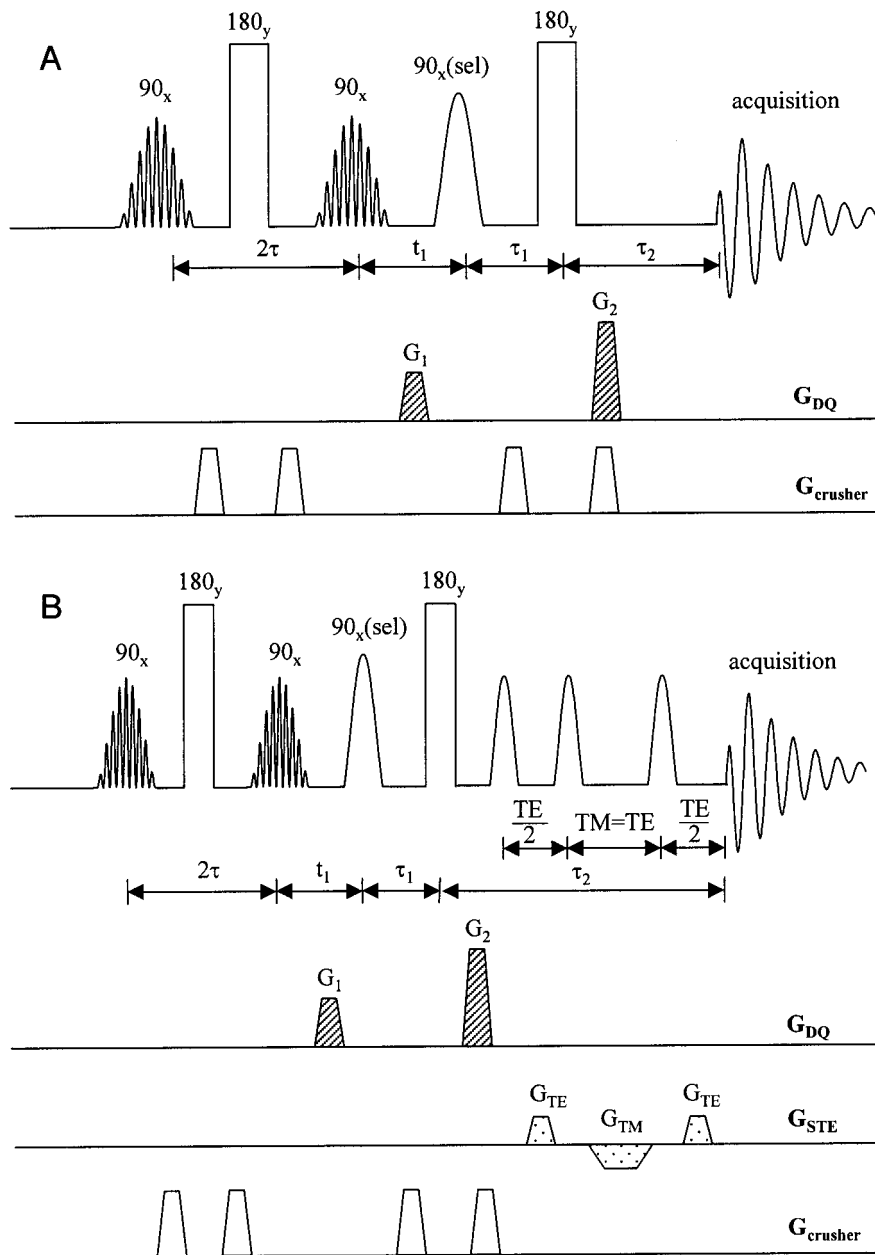 A
90x
180y
90x
90x(sel)
180y
acquisition
2τ
t1
τ1
τ2
G1
G2
GDQ
Gcrusher
B
90x
180y
90x
90x(sel)
180y
acquisition
TE/2
TM=TE
TE/2
2τ
t1
τ1
τ2
G1
G2
GDQ
GTE
GTM
GTE
GSTE
Gcrusher